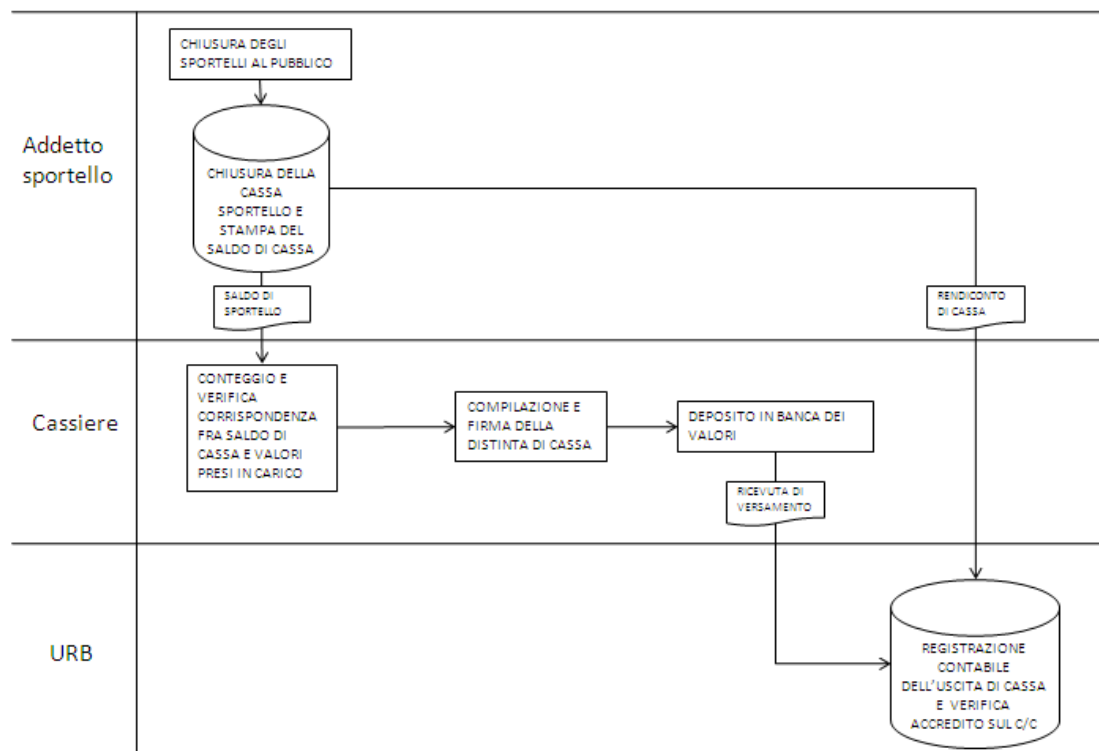 CHIUSURA DEGLI
SPORTELLI AL PUBBLICO
Addetto
sportello
CHIUSURA DELLA
CASSA
SPORTELLO E
STAMPA DEL
SALDO DI CASSA
SALDO DI
SPORTELLO
RENDICONTO
DI CASSA
Cassiere
CONTEGGIO E
VERIFICA
CORRISPONDENZA
FRA SALDO DI
CASSA E VALORI
PRESI IN CARICO
COMPILAZIONE E
FIRMA DELLA
DISTINTA DI CASSA
DEPOSITO IN BANCA DEI
VALORI
RICEVUTA DI
VERSAMENTO
URB
REGISTRAZIONE
CONTABILE
DELL'USCITA DI CASSA
E VERIFICA
ACCREDITO SUL C/C